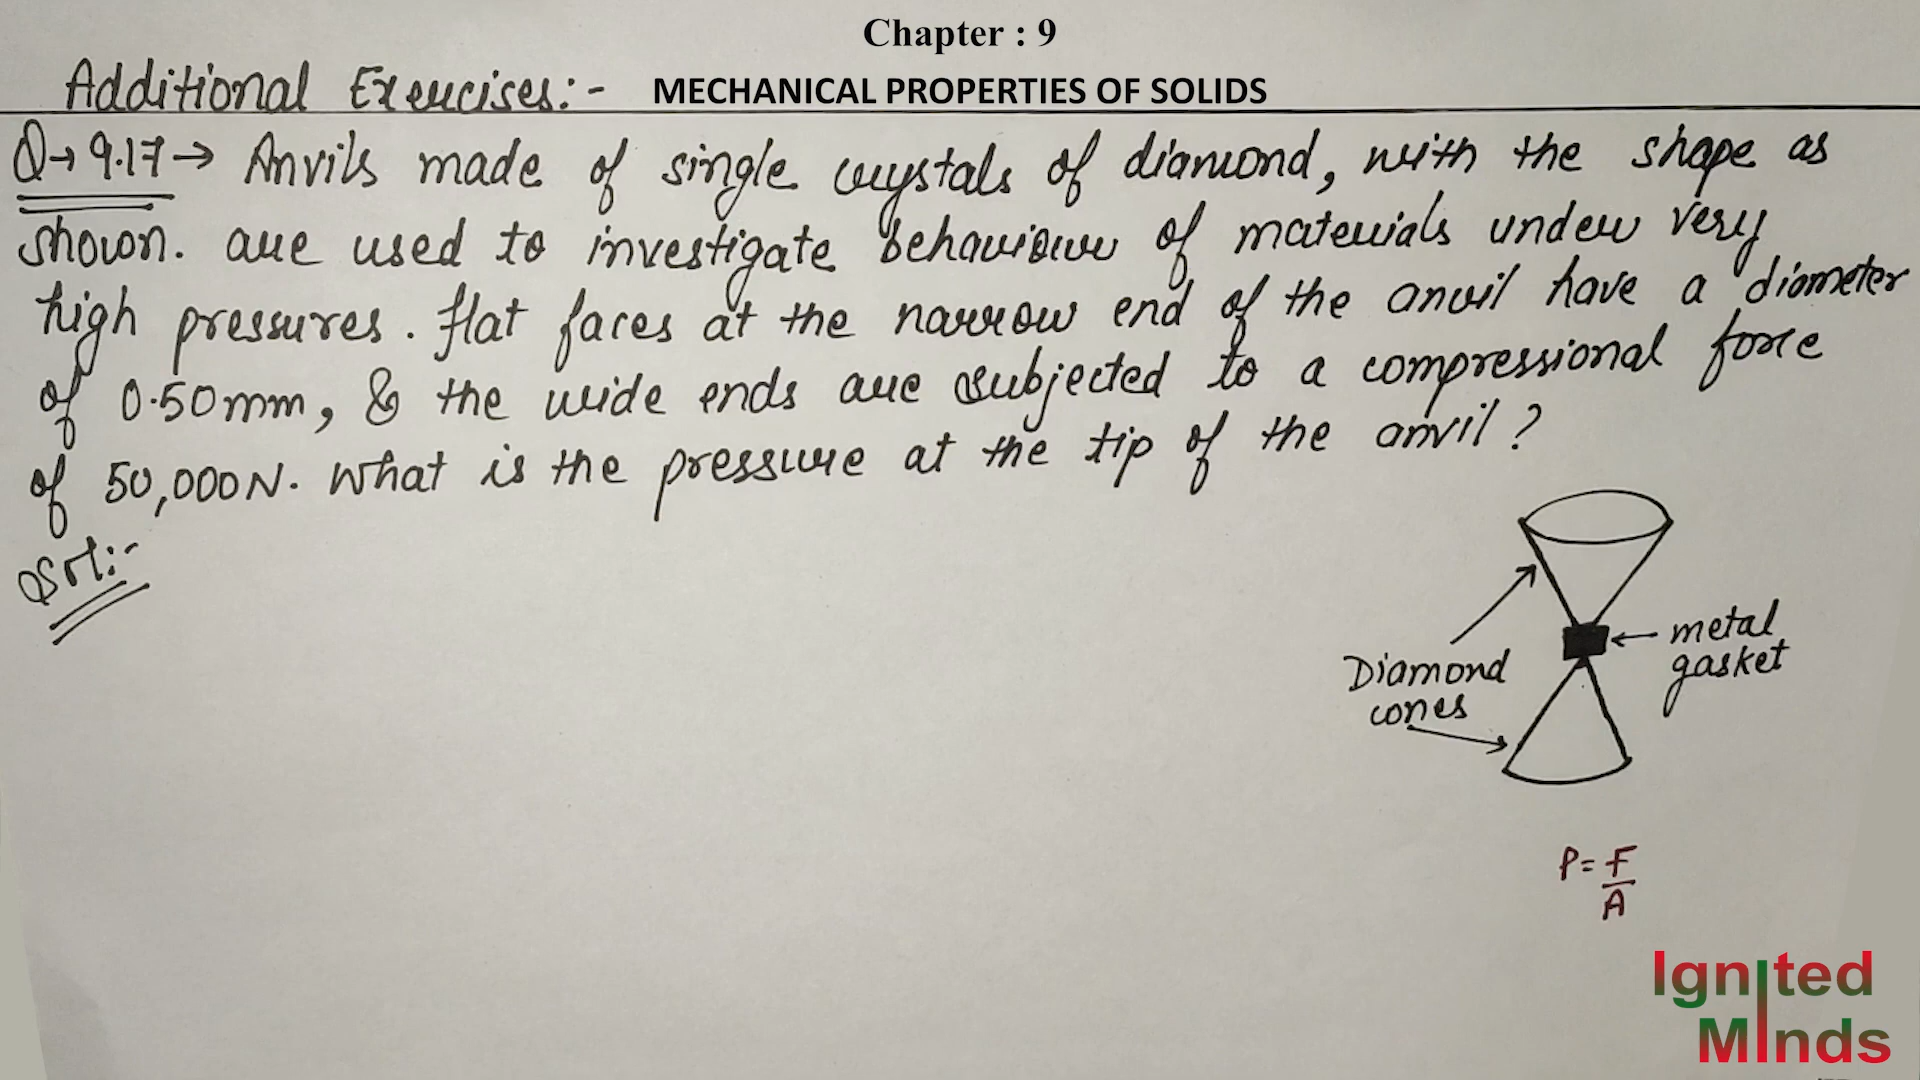 Chapter : 9
Additional Exercises:- MECHANICAL PROPERTIES OF SOLIDS
Q→ 9.17→ Anvils made of single crystals of diamond, with the shape as
shown. are used to investigate behaviour of materials under very
high pressures. flat faces at the narrow end of the anvil have a diameter
of 0.50mm, & the wide ends are subjected to a compressional force
of 50,000N. What is the pressure at the tip of the anvil?
Sol:-
metal
gasket
Diamond
cones
P = F
A
Ignited
Minds